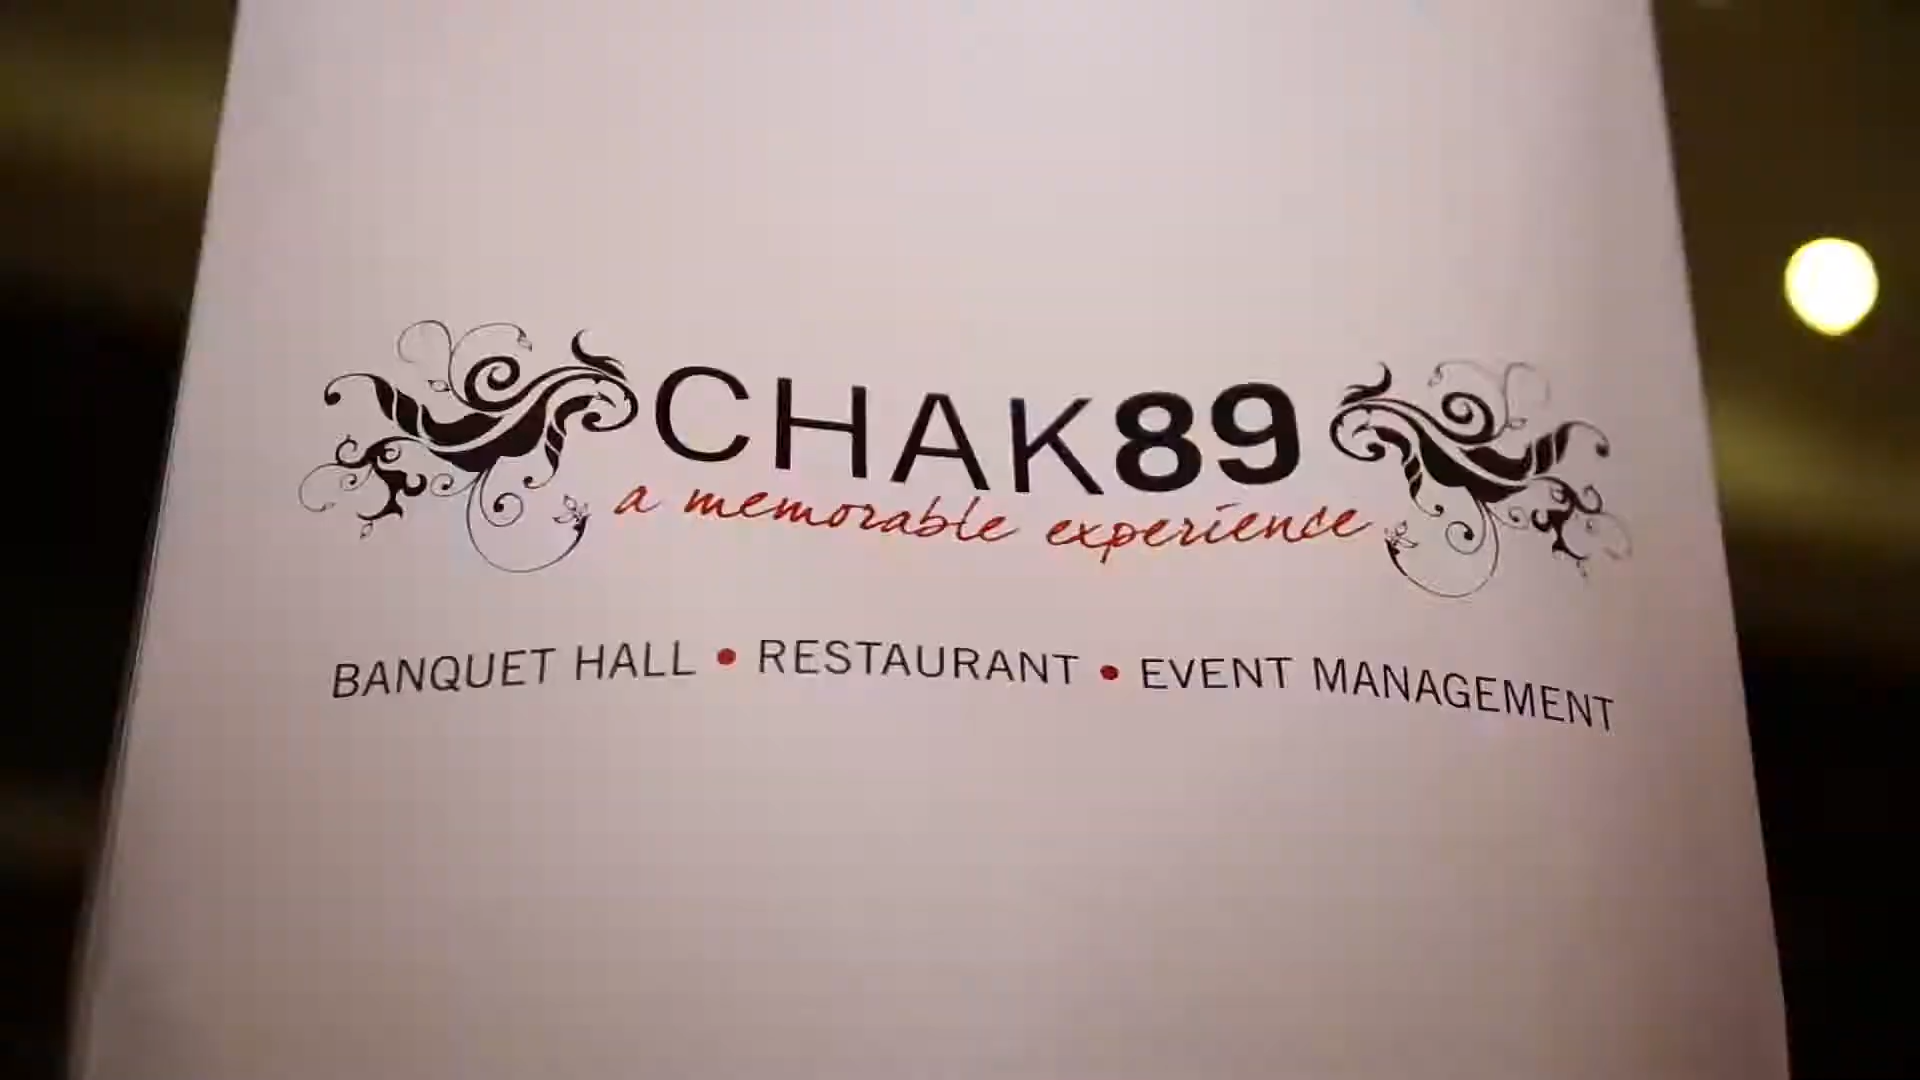 CHAK89
a memorable experience
BANQUET HALL • RESTAURANT • EVENT MANAGEMENT